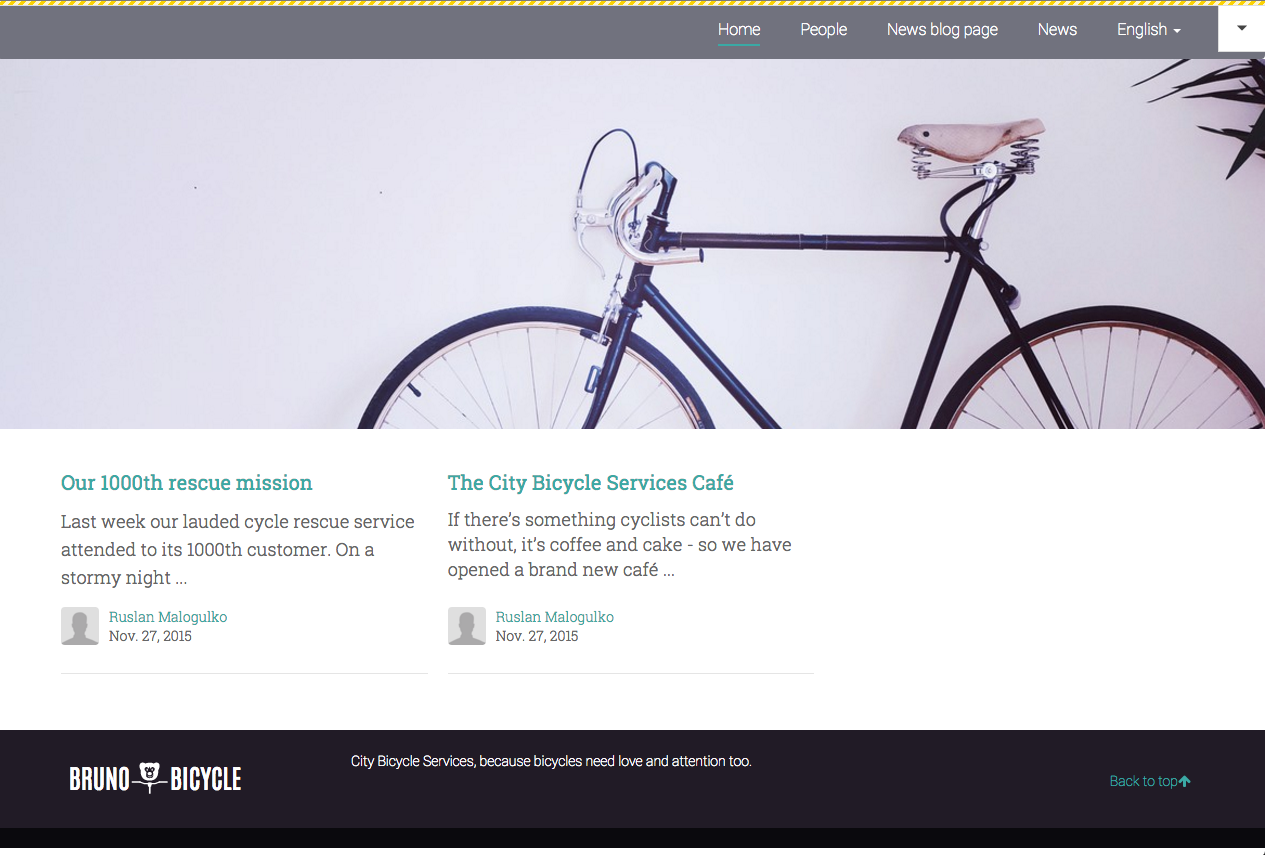 Home People News blog page News English
Our 1000th rescue mission
Last week our lauded cycle rescue service
attended to its 1000th customer. On a
stormy night ...
Ruslan Malogulko
Nov. 27, 2015
The City Bicycle Services Café
If there’s something cyclists can’t do
without, it’s coffee and cake - so we have
opened a brand new café ...
Ruslan Malogulko
Nov. 27, 2015
BRUNO BICYCLE
City Bicycle Services, because bicycles need love and attention too.
Back to top